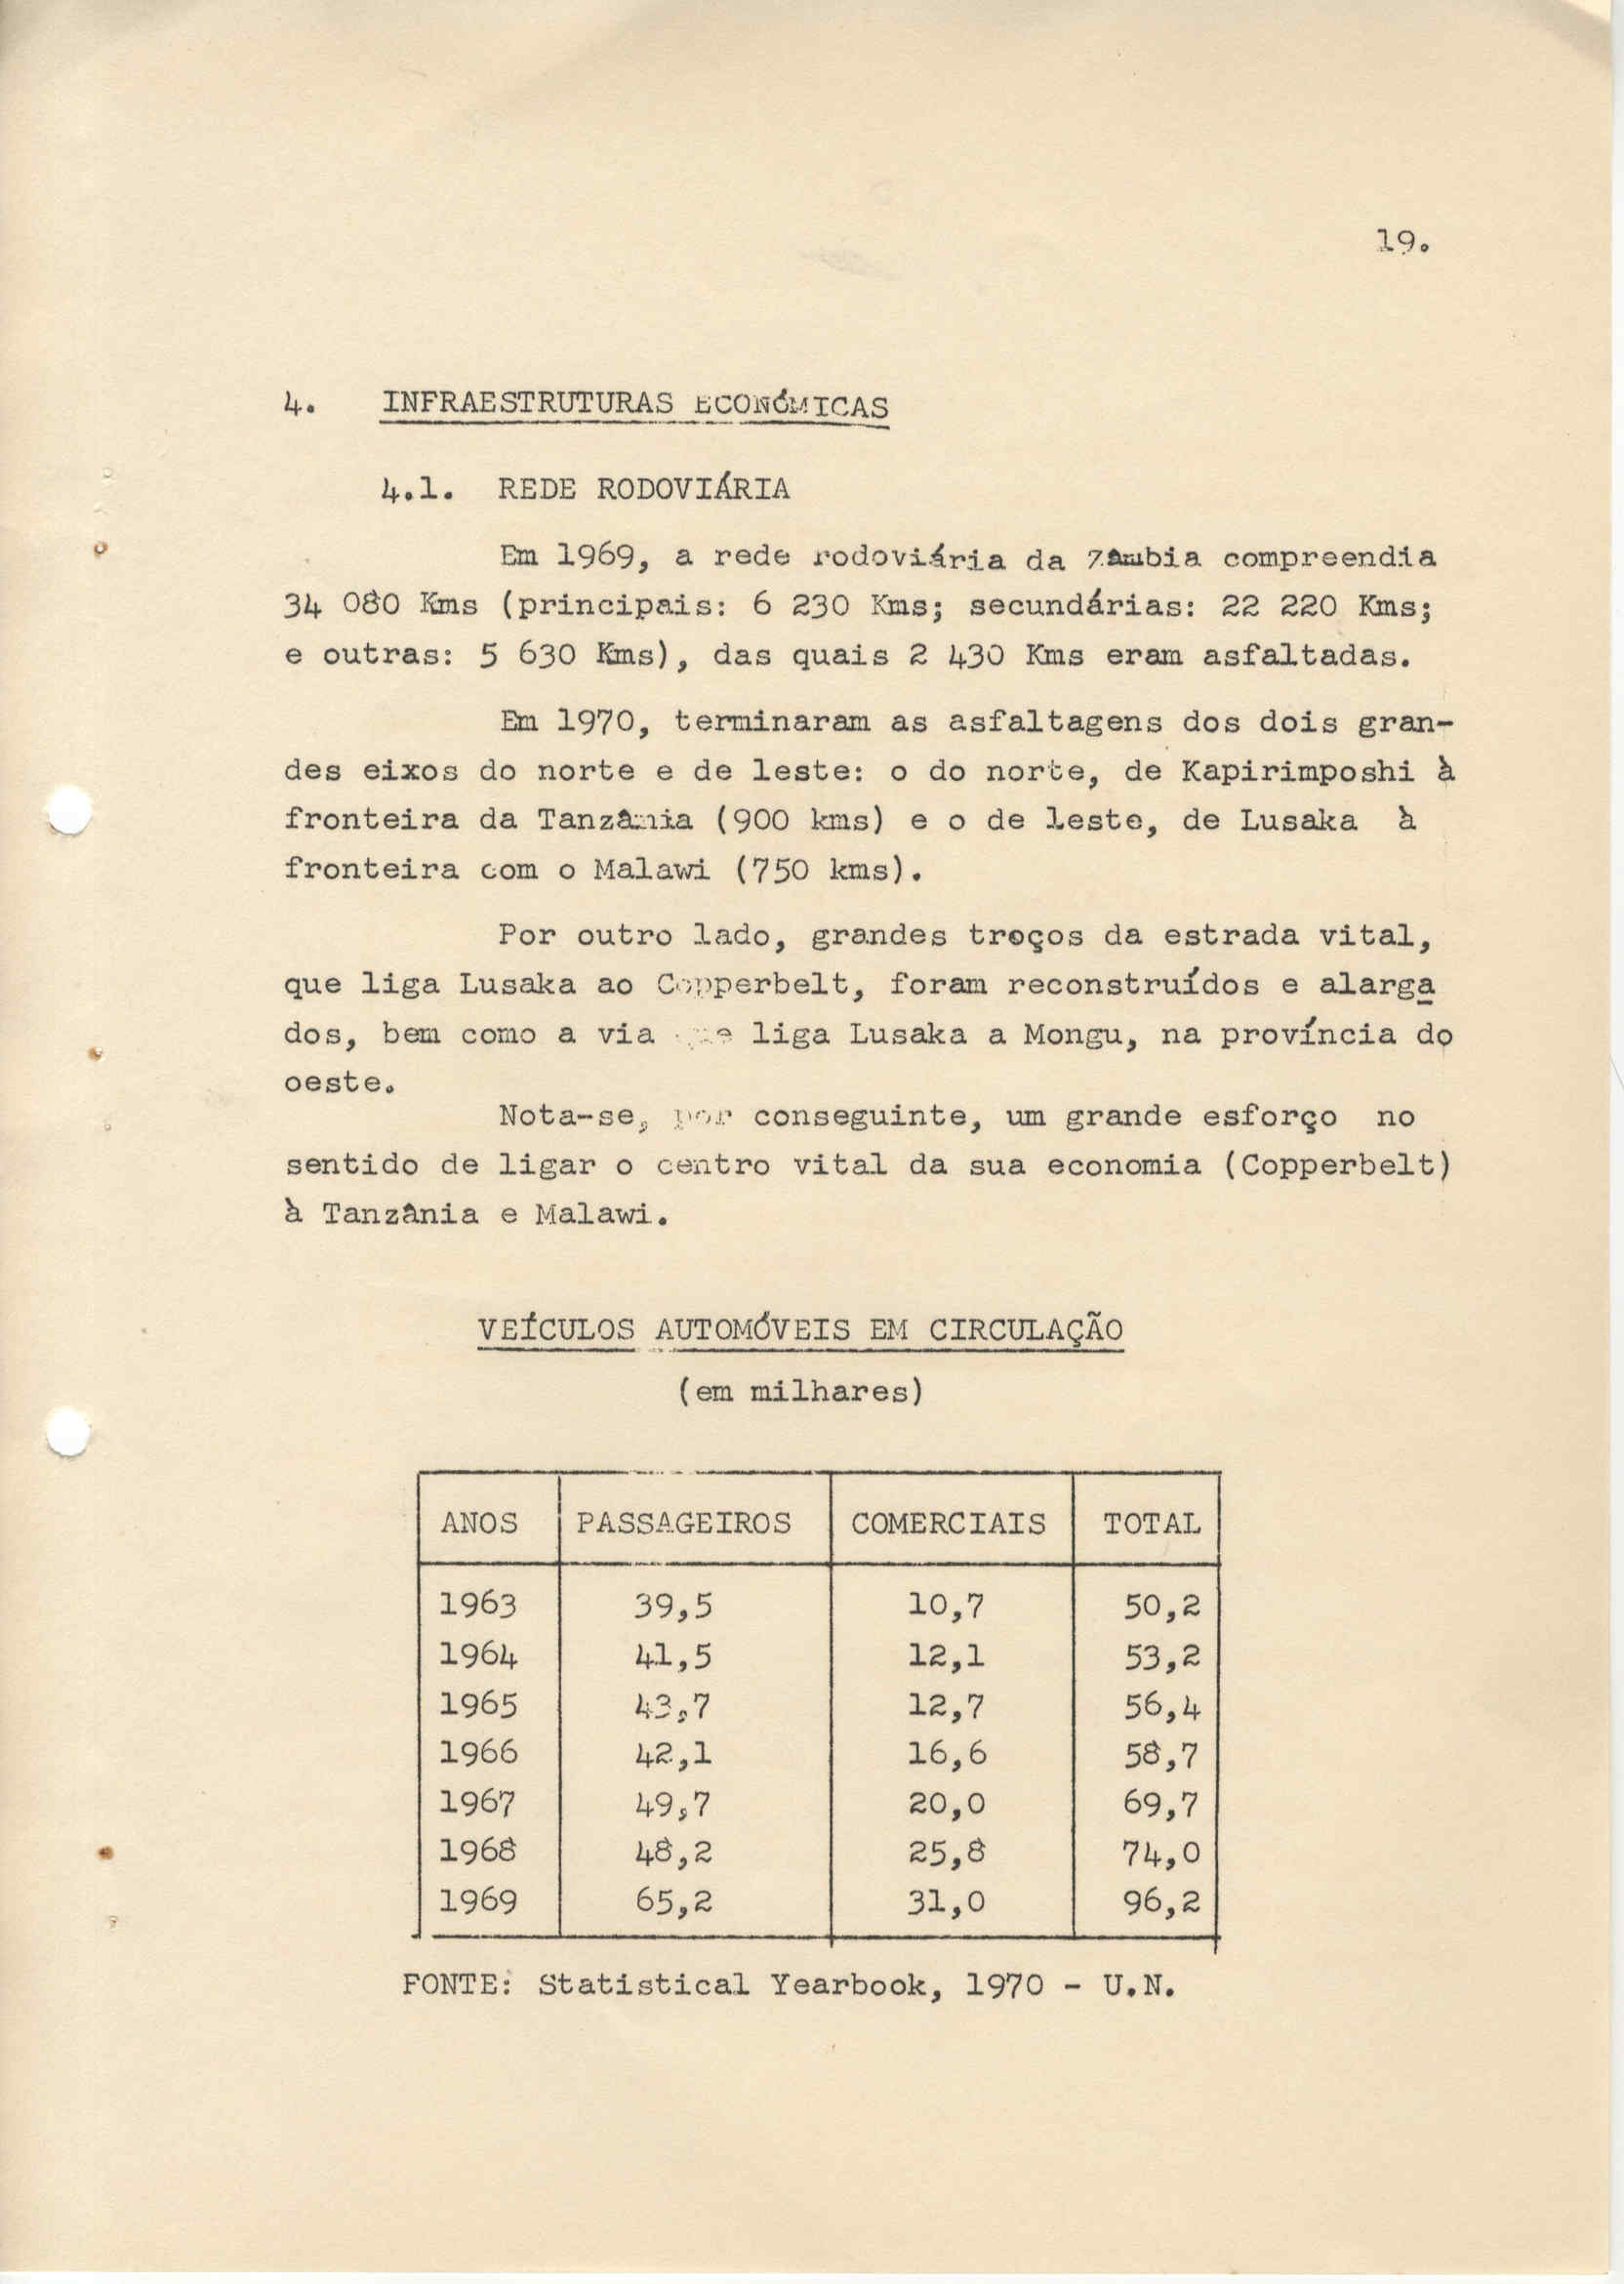 19.
4. INFRAESTRUTURAS ECONÓMICAS
4.1. REDE RODOVIÁRIA
Em 1969, a rede rodoviária da Zâmbia compreendia
34 080 Kms (principais: 6 230 Kms; secundárias: 22 220 Kms;
e outras: 5 630 Kms), das quais 2 430 Kms eram asfaltadas.
Em 1970, terminaram as asfaltagens dos dois gran-
des eixos do norte e de leste: o do norte, de Kapirimposhi à
fronteira da Tanzânia (900 kms) e o de leste, de Lusaka à
fronteira com o Malawi (750 kms).
Por outro lado, grandes troços da estrada vital,
que liga Lusaka ao Copperbelt, foram reconstruídos e alarga
dos, bem como a via que liga Lusaka a Mongu, na província do
oeste.
Nota-se, por conseguinte, um grande esforço no
sentido de ligar o centro vital da sua economia (Copperbelt)
à Tanzânia e Malawi.
VEÍCULOS AUTOMÓVEIS EM CIRCULAÇÃO
(em milhares)
ANOS PASSAGEIROS COMERCIAIS TOTAL
1963 39,5 10,7 50,2
1964 41,5 12,1 53,2
1965 43,7 12,7 56,4
1966 42,1 16,6 58,7
1967 49,7 20,0 69,7
1968 48,2 25,8 74,0
1969 65,2 31,0 96,2
FONTE: Statistical Yearbook, 1970 - U.N.